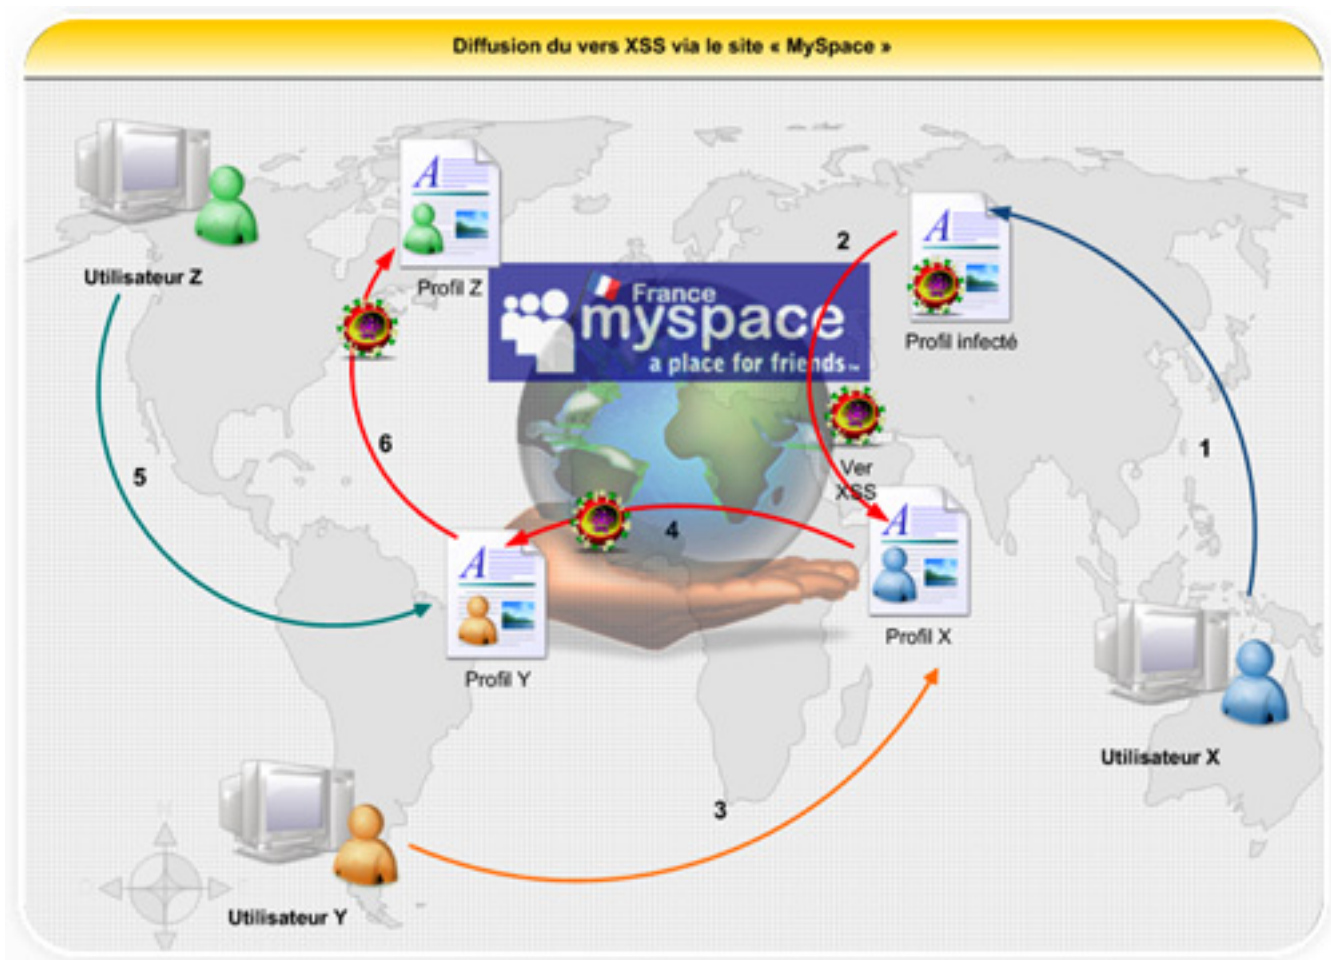 Diffusion du vers XSS via le site « MySpace »
Utilisateur Z
Profil Z
2
France
myspace
a place for friends™
Profil infecté
1
6
5
Ver
XSS
4
Profil X
Profil Y
Utilisateur X
3
Utilisateur Y